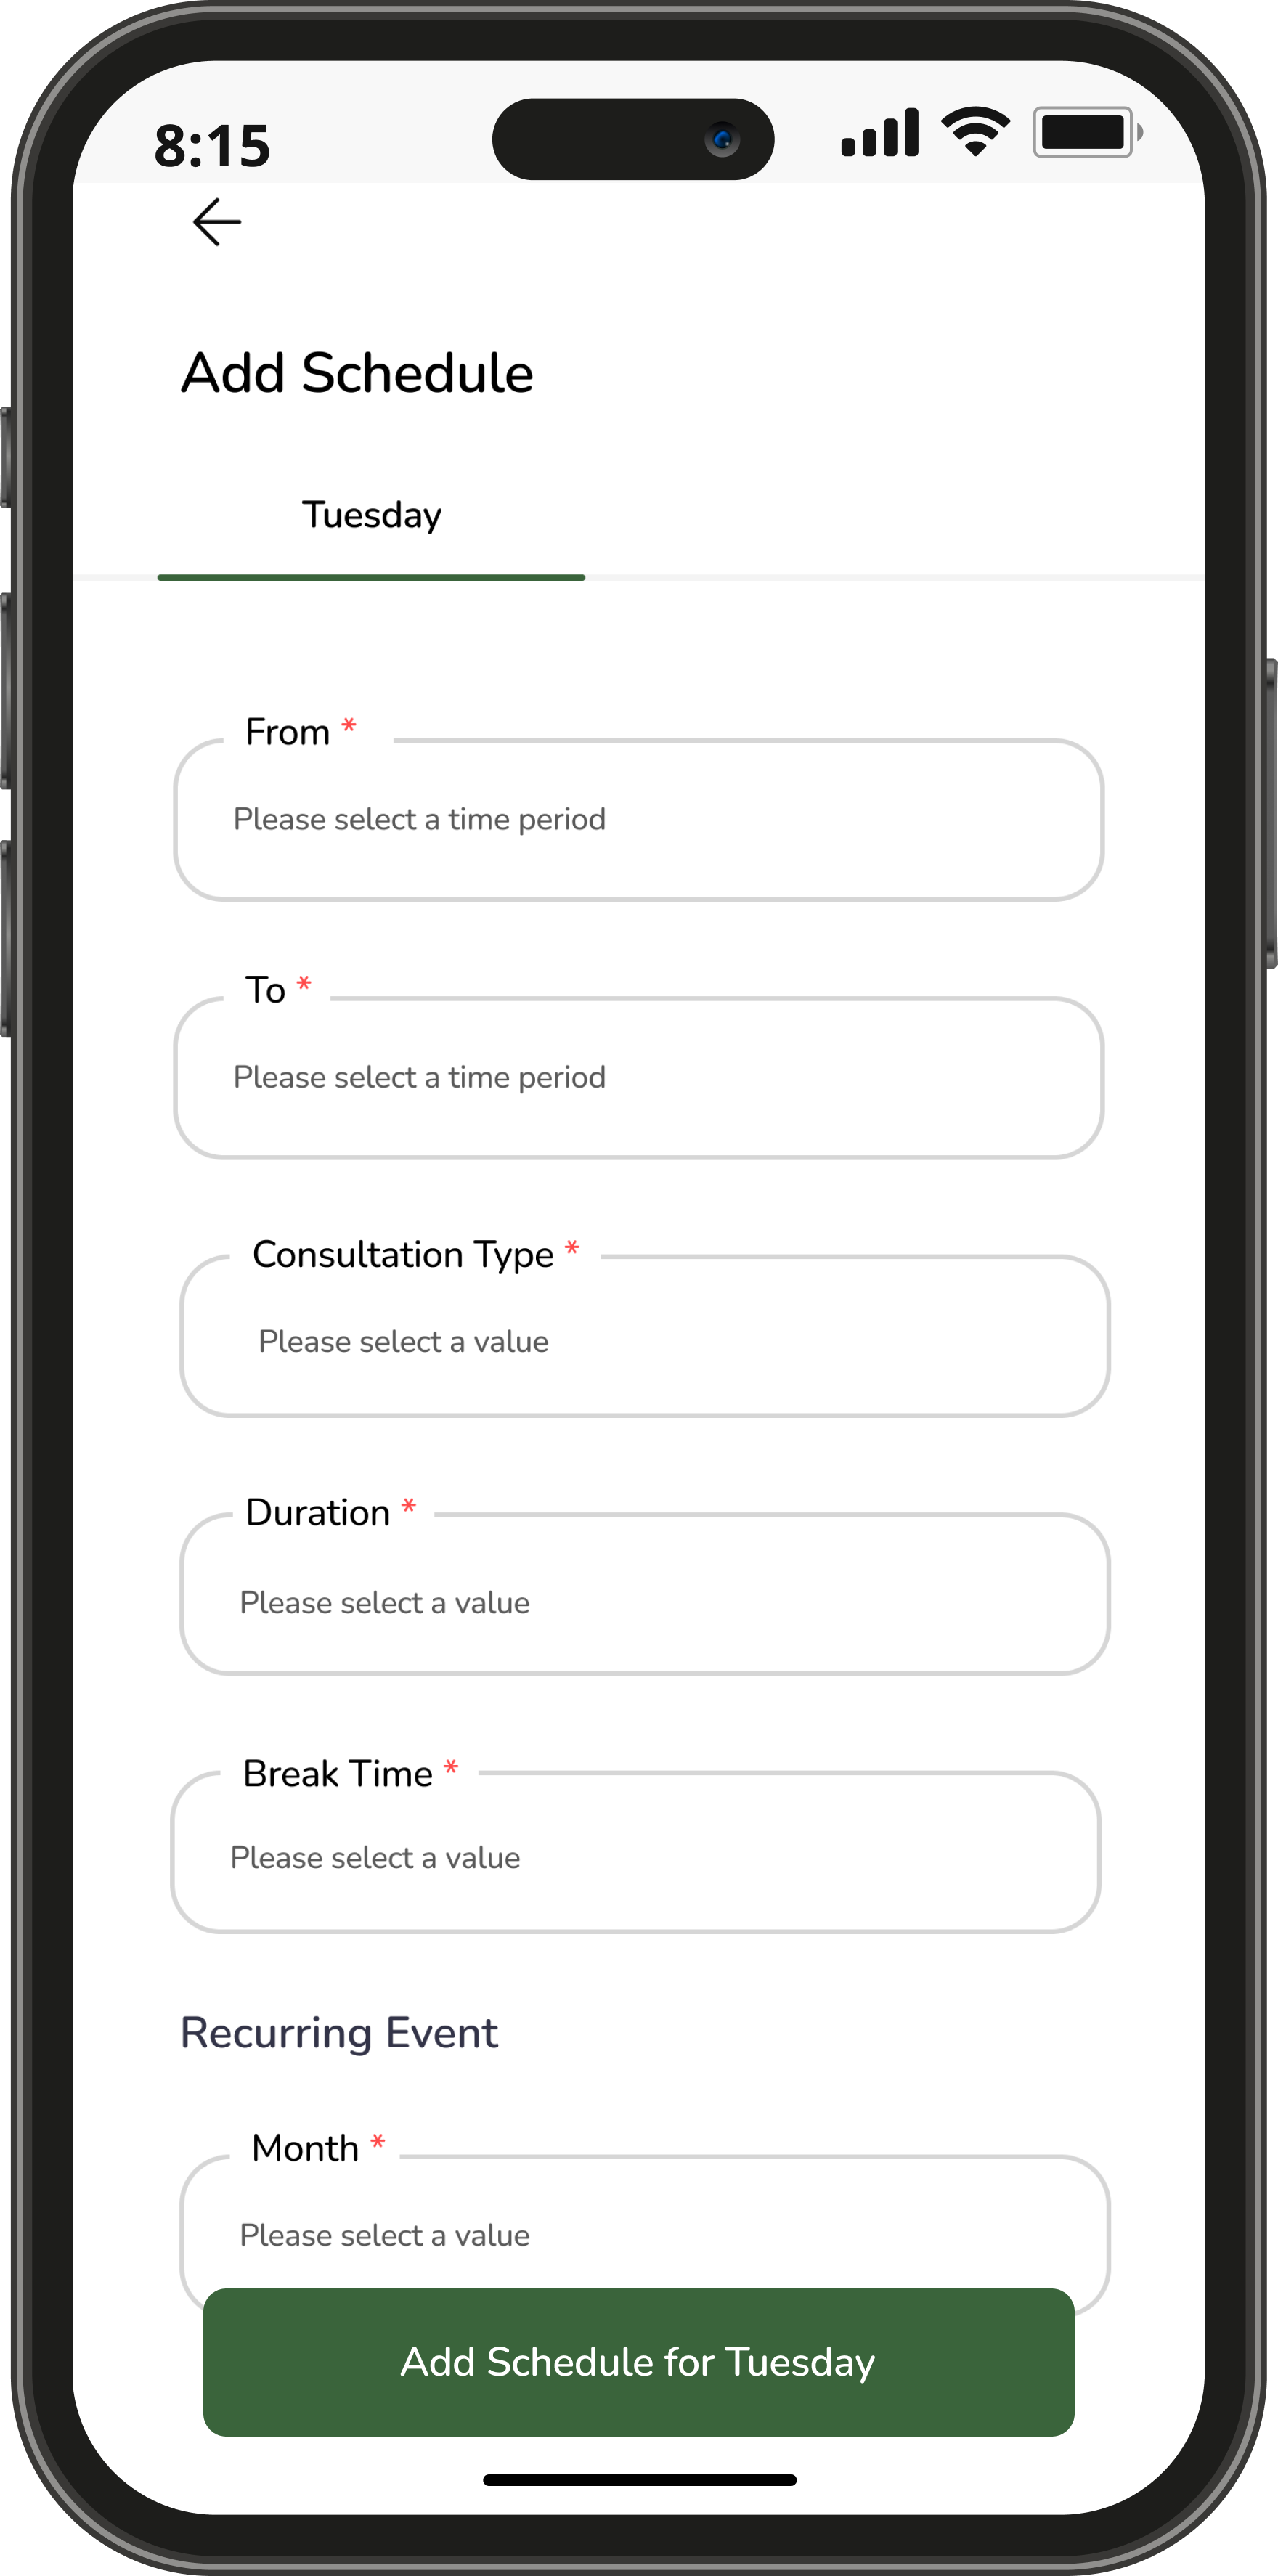 8:15
Add Schedule
Tuesday
From *
Please select a time period
To *
Please select a time period
Consultation Type *
Please select a value
Duration *
Please select a value
Break Time *
Please select a value
Recurring Event
Month *
Please select a value
Add Schedule for Tuesday